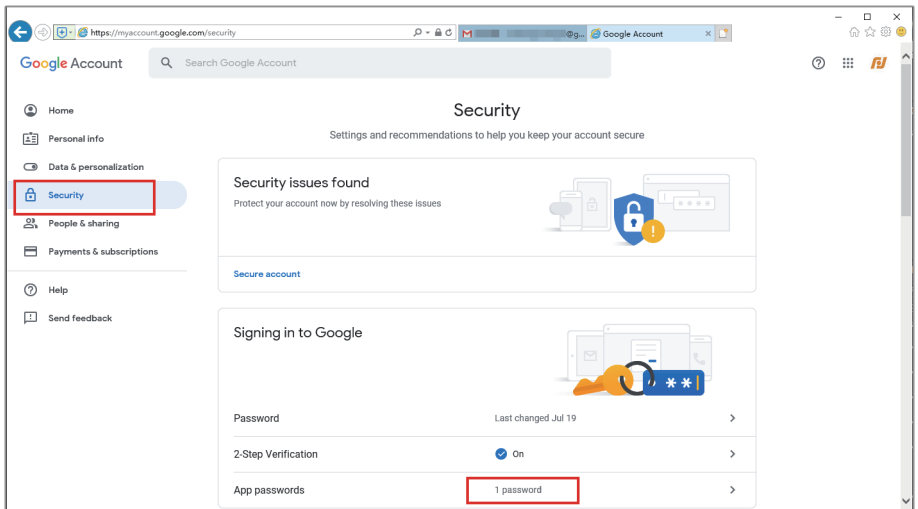 https://myaccount.google.com/security
@g...
Google Account
Google Account
Search Google Account
Home
Personal info
Data & personalization
Security
People & sharing
Payments & subscriptions
Help
Send feedback
Security
Settings and recommendations to help you keep your account secure
Security issues found
Protect your account now by resolving these issues
Secure account
Signing in to Google
Password Last changed Jul 19
2-Step Verification On
App passwords 1 password